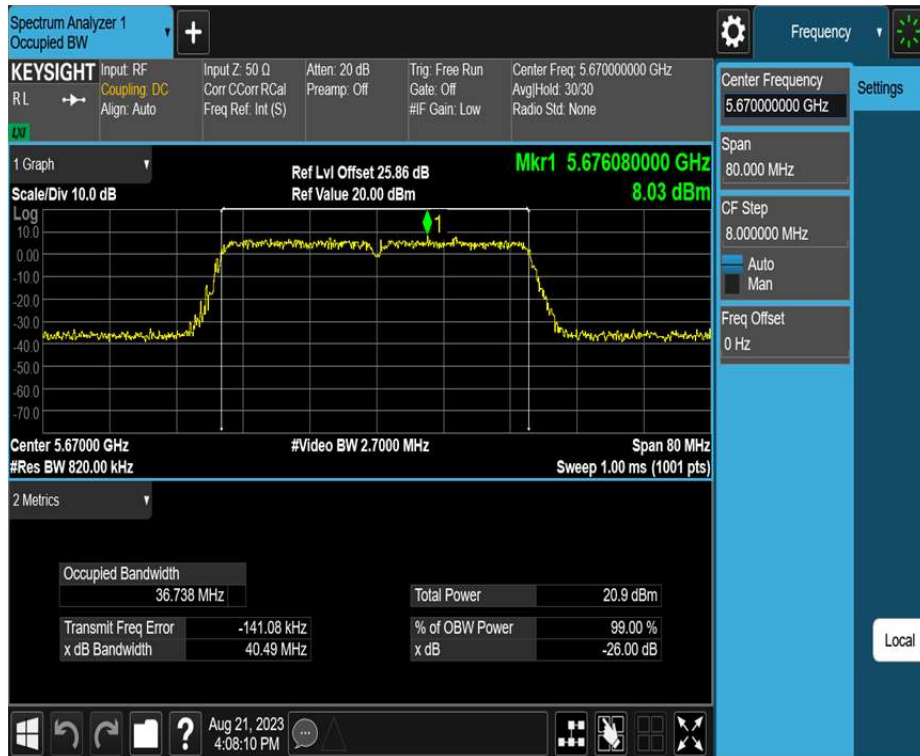 Spectrum Analyzer 1
Occupied BW
Frequency
KEYSIGHT
R L
LXI
Input: RF
Coupling: DC
Align: Auto
Input Z: 50 Ω
Corr CCorr RCal
Freq Ref: Int (S)
Atten: 20 dB
Preamp: Off
Trig: Free Run
Gate: Off
#IF Gain: Low
Center Freq: 5.670000000 GHz
Avg|Hold: 30/30
Radio Std: None
Center Frequency
5.670000000 GHz
Settings
Span
80.000 MHz
CF Step
8.000000 MHz
Auto
Man
Freq Offset
0 Hz
Local
1 Graph
Scale/Div 10.0 dB
Ref Lvl Offset 25.86 dB
Ref Value 20.00 dBm
Mkr1 5.676080000 GHz
8.03 dBm
Log
10.0
0.00
-10.0
-20.0
-30.0
-40.0
-50.0
-60.0
-70.0
1
Center 5.67000 GHz
#Video BW 2.7000 MHz
Span 80 MHz
#Res BW 820.00 kHz
Sweep 1.00 ms (1001 pts)
2 Metrics
Occupied Bandwidth
36.738 MHz
Total Power 20.9 dBm
Transmit Freq Error -141.08 kHz
% of OBW Power 99.00 %
x dB Bandwidth 40.49 MHz
x dB -26.00 dB
?
Aug 21, 2023
4:08:10 PM